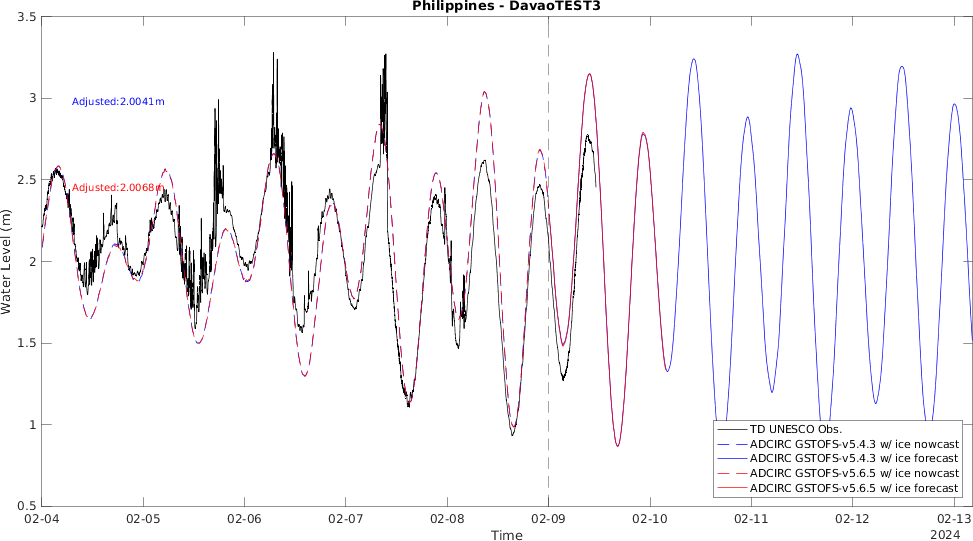 Philippines - DavaoTEST3
3.5
3
2.5
2
1.5
1
0.5
Water Level (m)
Adjusted:2.0041m
Adjusted:2.0068m
TD UNESCO Obs.
ADCIRC GSTOFS-v5.4.3 w/ ice nowcast
ADCIRC GSTOFS-v5.4.3 w/ ice forecast
ADCIRC GSTOFS-v5.6.5 w/ ice nowcast
ADCIRC GSTOFS-v5.6.5 w/ ice forecast
02-04 02-05 02-06 02-07 02-08 02-09 02-10 02-11 02-12 02-13
Time
2024